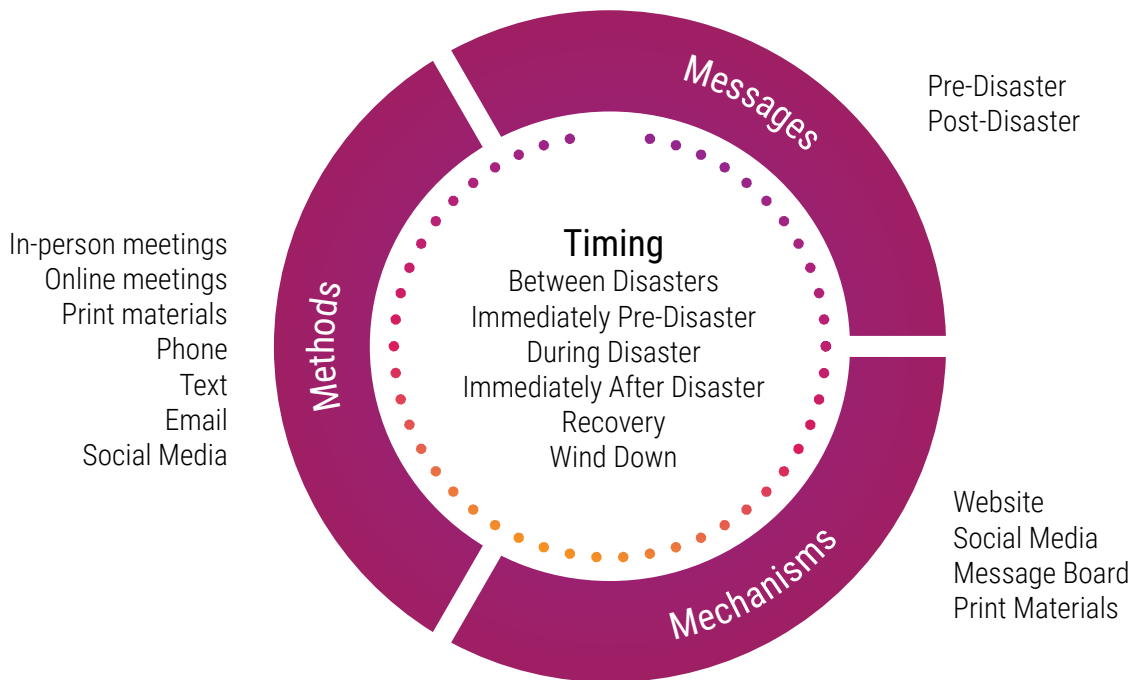 Messages
Pre-Disaster
Post-Disaster
Methods
In-person meetings
Online meetings
Print materials
Phone
Text
Email
Social Media
Timing
Between Disasters
Immediately Pre-Disaster
During Disaster
Immediately After Disaster
Recovery
Wind Down
Mechanisms
Website
Social Media
Message Board
Print Materials